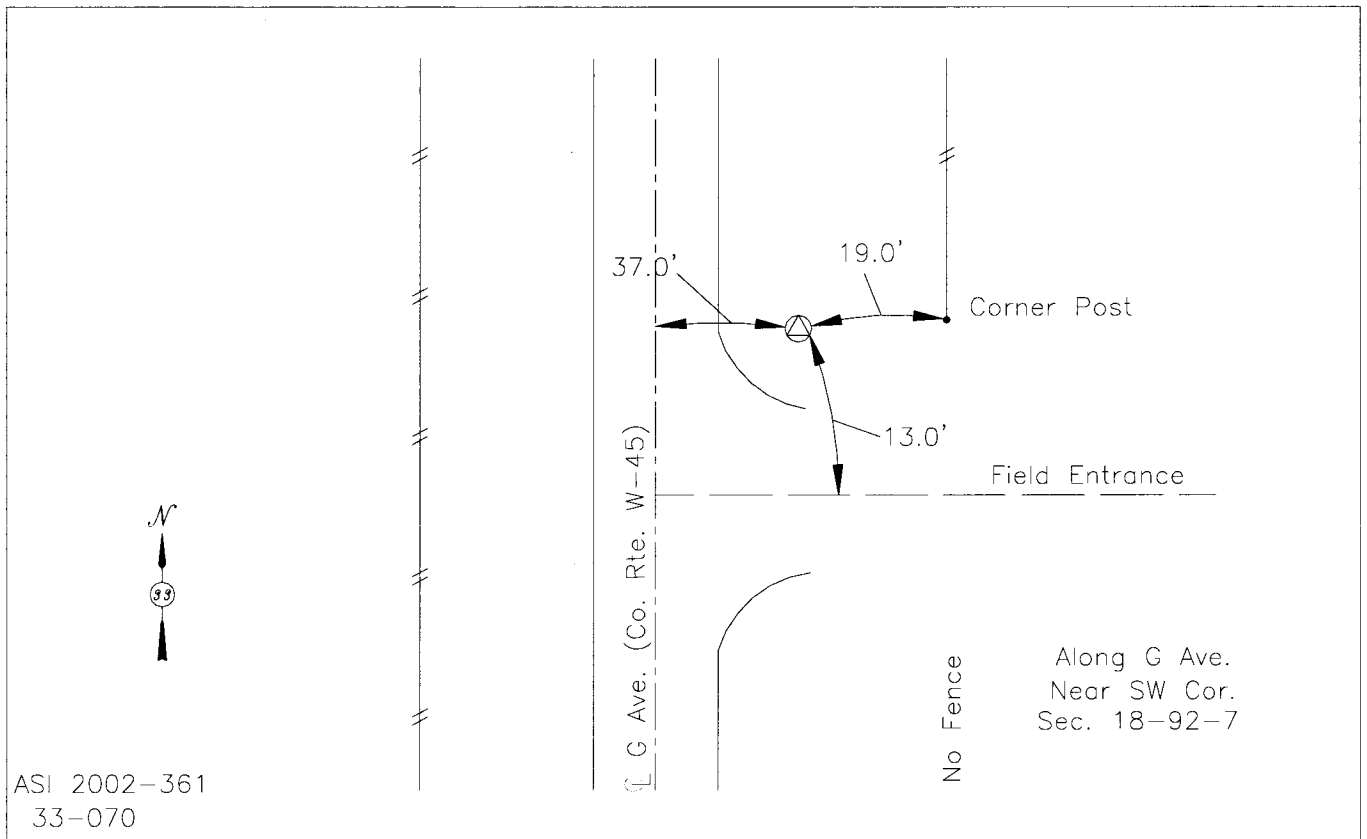 37.0'
19.0'
Corner Post
13.0'
Field Entrance
N
33
℄ G Ave. (Co. Rte. W-45)
No Fence
Along G Ave.
Near SW Cor.
Sec. 18-92-7
ASI 2002-361
33-070